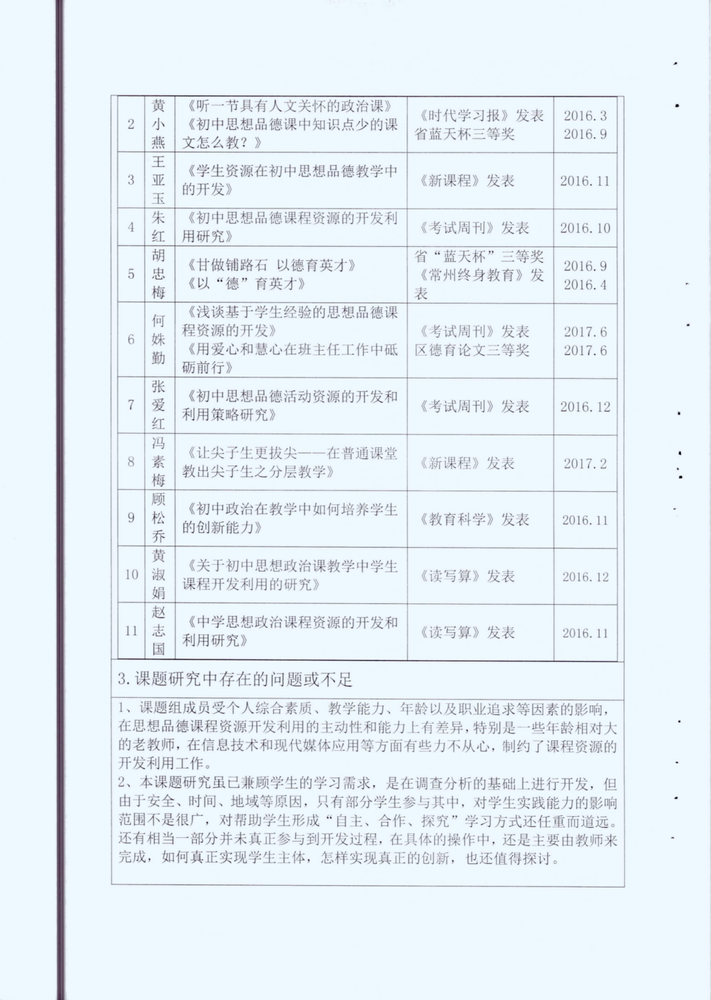 2
黄
小
燕
《听一节具有人文关怀的政治课》
《初中思想品德课中知识点少的课
文怎么教？》
《时代学习报》发表
省蓝天杯三等奖
2016.3
2016.9
3
王
亚
玉
《学生资源在初中思想品德教学中
的开发》
《新课程》发表
2016.11
4
朱
红
《初中思想品德课程资源的开发利
用研究》
《考试周刊》发表
2016.10
5
胡
忠
梅
《甘做铺路石 以德育英才》
《以“德”育英才》
省“蓝天杯”三等奖
《常州终身教育》发
表
2016.9
2016.4
6
何
姝
勤
《浅谈基于学生经验的思想品德课
程资源的开发》
《用爱心和慧心在班主任工作中砥
砺前行》
《考试周刊》发表
区德育论文三等奖
2017.6
2017.6
7
张
爱
红
《初中思想品德活动资源的开发和
利用策略研究》
《考试周刊》发表
2016.12
8
冯
素
梅
《让尖子生更拔尖——在普通课堂
教出尖子生之分层教学》
《新课程》发表
2017.2
9
顾
松
乔
《初中政治在教学中如何培养学生
的创新能力》
《教育科学》发表
2016.11
10
黄
淑
娟
《关于初中思想政治课教学中学生
课程开发利用的研究》
《读写算》发表
2016.12
11
赵
志
国
《中学思想政治课程资源的开发和
利用研究》
《读写算》发表
2016.11
3.课题研究中存在的问题或不足
1、课题组成员受个人综合素质、教学能力、年龄以及职业追求等因素的影响，
在思想品德课程资源开发利用的主动性和能力上有差异，特别是一些年龄相对大
的老教师，在信息技术和现代媒体应用等方面有些力不从心，制约了课程资源的
开发利用工作。
2、本课题研究虽已兼顾学生的学习需求，是在调查分析的基础上进行开发，但
由于安全、时间、地域等原因，只有部分学生参与其中，对学生实践能力的影响
范围不是很广，对帮助学生形成“自主、合作、探究”学习方式还任重而道远。
还有相当一部分并未真正参与到开发过程，在具体的操作中，还是主要由教师来
完成，如何真正实现学生主体，怎样实现真正的创新，也还值得探讨。